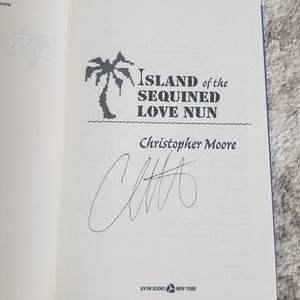 ISLAND of the
SEQUINED
LOVE NUN
Christopher Moore
AVON BOOKS NEW YORK